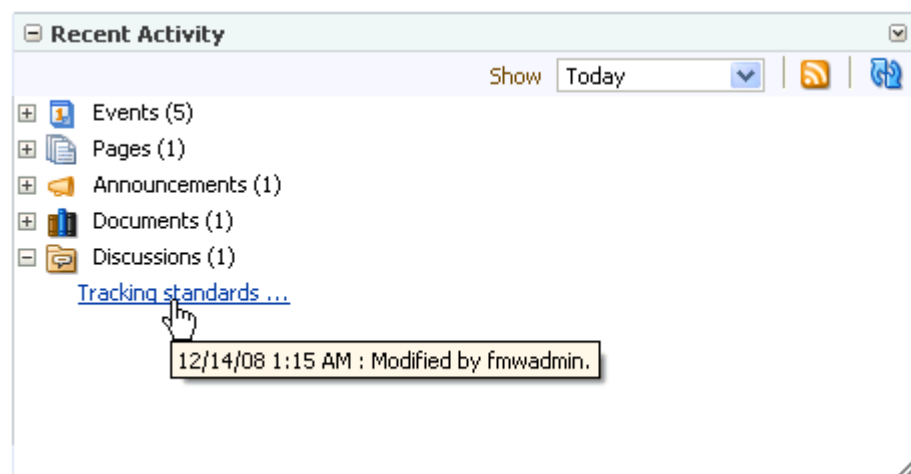 Recent Activity
Show Today
Events (5)
Pages (1)
Announcements (1)
Documents (1)
Discussions (1)
Tracking standards ...
12/14/08 1:15 AM : Modified by fmwadmin.